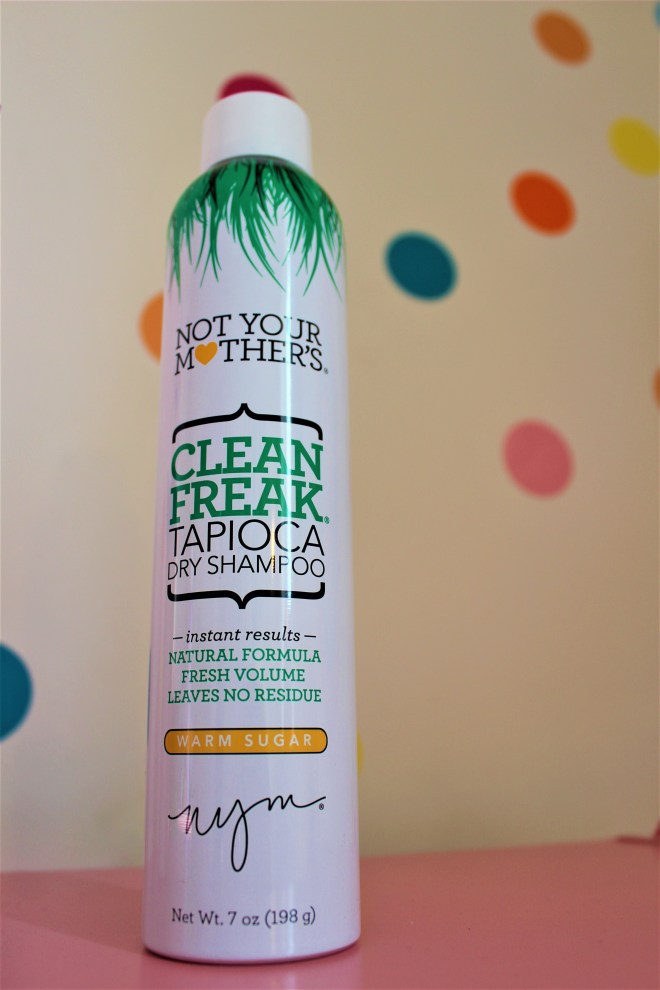 NOT YOUR
MOTHER'S®
CLEAN
FREAK®
TAPIOCA
DRY SHAMPOO
— instant results —
NATURAL FORMULA
FRESH VOLUME
LEAVES NO RESIDUE
WARM SUGAR
nym®
Net Wt. 7 oz (198 g)